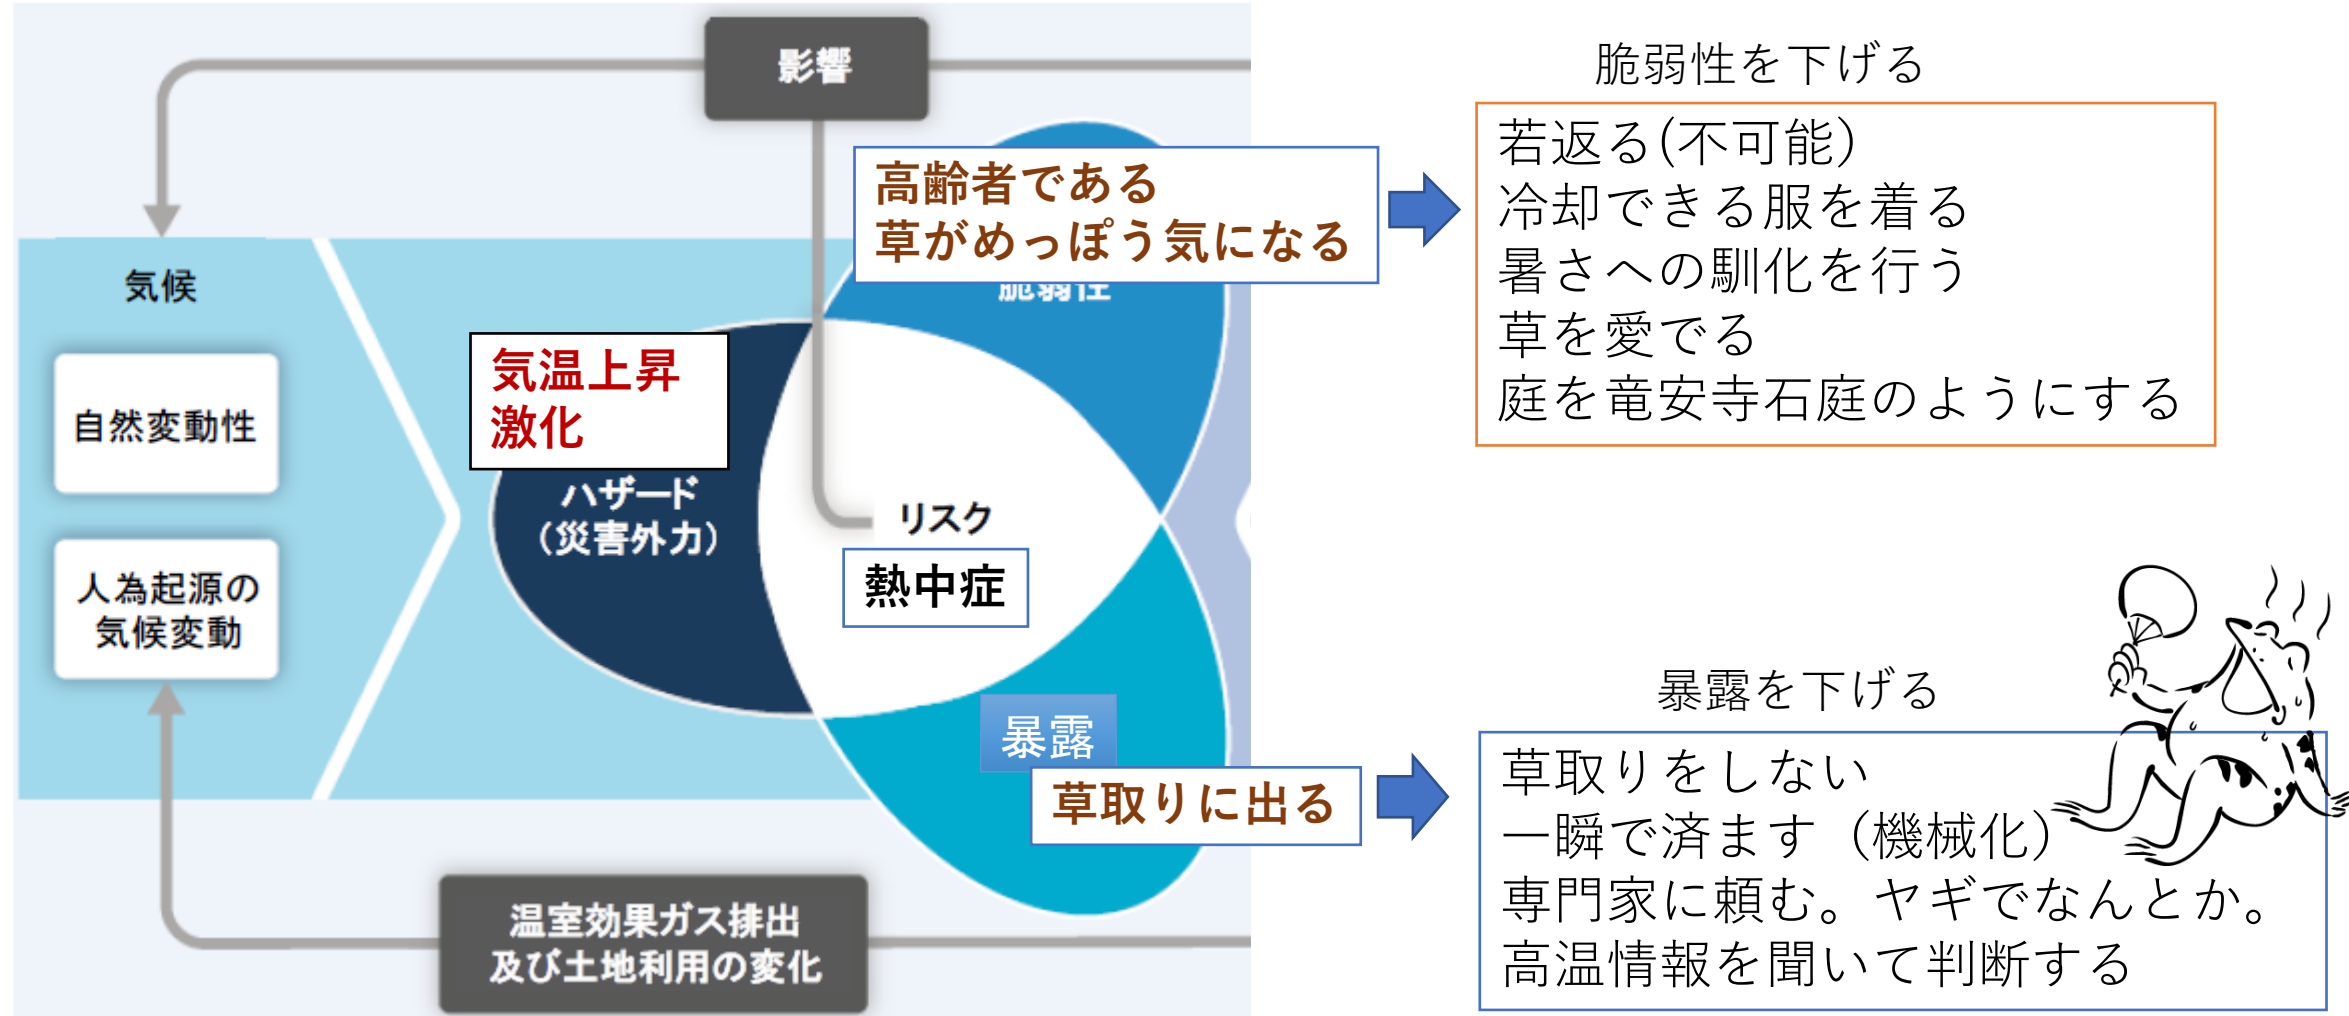 影響
脆弱性を下げる
高齢者である
草がめっぽう気になる
脆弱性
若返る(不可能)
冷却できる服を着る
暑さへの馴化を行う
草を愛でる
庭を竜安寺石庭のようにする
気候
自然変動性
人為起源の
気候変動
気温上昇
激化
ハザード
（災害外力）
リスク
熱中症
暴露
草取りに出る
暴露を下げる
草取りをしない
一瞬で済ます（機械化）
専門家に頼む。ヤギでなんとか。
高温情報を聞いて判断する
温室効果ガス排出
及び土地利用の変化